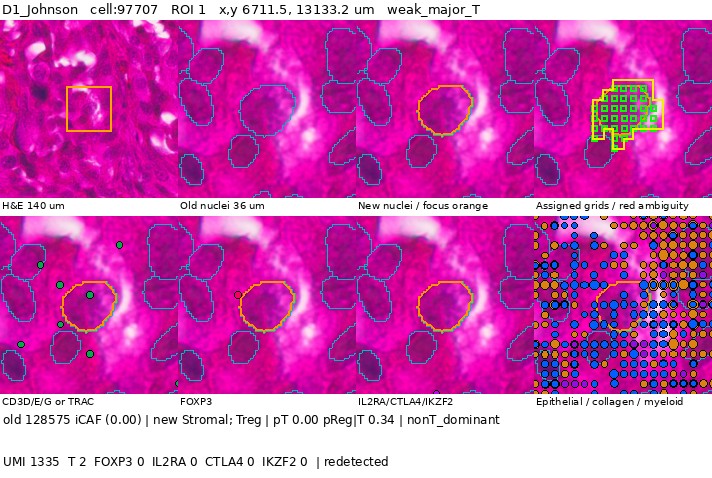 D1_Johnson cell:97707 ROI 1 x,y 6711.5, 13133.2 um weak_major_T
H&E 140 um
Old nuclei 36 um
New nuclei / focus orange
Assigned grids / red ambiguity
CD3D/E/G or TRAC
FOXP3
IL2RA/CTLA4/IKZF2
Epithelial / collagen / myeloid
old 128575 iCAF (0.00) | new Stromal; Treg | pT 0.00 pReg|T 0.34 | nonT_dominant
UMI 1335 T 2 FOXP3 0 IL2RA 0 CTLA4 0 IKZF2 0 | redetected